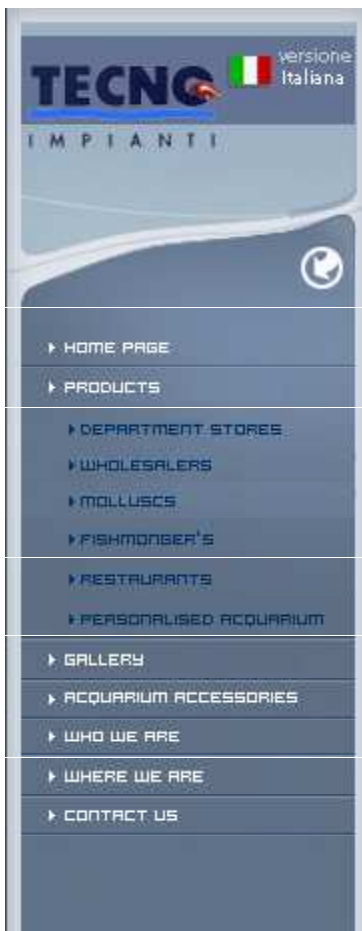 versione
Italiana
TECNO
IMPIANTI
HOME PAGE
PRODUCTS
DEPARTMENT STORES
WHOLESALERS
MOLLUSCS
FISHMONGER'S
RESTAURANTS
PERSONALISED ACQUARIUM
GALLERY
ACQUARIUM ACCESSORIES
WHO WE ARE
WHERE WE ARE
CONTACT US